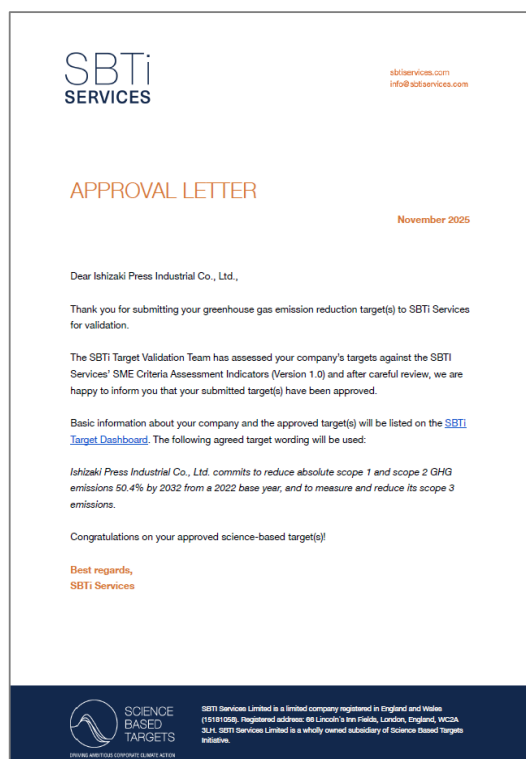 SBTi
SERVICES
sbtiservices.com
info@sbtiservices.com
APPROVAL LETTER
November 2025
Dear Ishizaki Press Industrial Co., Ltd.,
Thank you for submitting your greenhouse gas emission reduction target(s) to SBTi Services
for validation.
The SBTi Target Validation Team has assessed your company's targets against the SBTI
Services' SME Criteria Assessment Indicators (Version 1.0) and after careful review, we are
happy to inform you that your submitted target(s) have been approved.
Basic information about your company and the approved target(s) will be listed on the SBTi
Target Dashboard. The following agreed target wording will be used:
Ishizaki Press Industrial Co., Ltd. commits to reduce absolute scope 1 and scope 2 GHG
emissions 50.4% by 2032 from a 2022 base year, and to measure and reduce its scope 3
emissions.
Congratulations on your approved science-based target(s)!
Best regards,
SBTi Services
SCIENCE
BASED
TARGETS
DRIVING AMBITIOUS CORPORATE CLIMATE ACTION
SBTI Services Limited is a limited company registered in England and Wales
(15181058). Registered address: 66 Lincoln's Inn Fields, London, England, WC2A
3LH. SBTI Services Limited is a wholly owned subsidiary of Science Based Targets
Initiative.